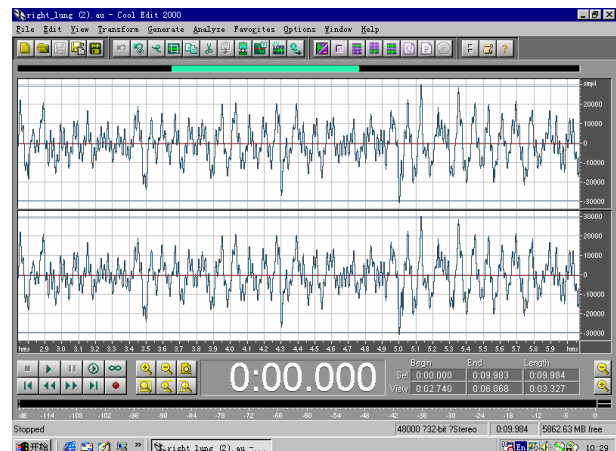 right_lung (2).au - Cool Edit 2000
File Edit View Transform Generate Analyze Favorites Options Window Help
smpl
20000
10000
0
-10000
-20000
-30000
30000
20000
10000
0
-10000
-20000
-30000
hms 2.9 3.0 3.1 3.2 3.3 3.4 3.5 3.6 3.7 3.8 3.9 4.0 4.1 4.2 4.3 4.4 4.5 4.6 4.7 4.8 4.9 5.0 5.1 5.2 5.3 5.4 5.5 5.6 5.7 5.8 5.9 hms
0:00.000
Begin End Length
Sel 0:00.000 0:09.983 0:09.984
View 0:02.740 0:06.068 0:03.327
dB -114 -108 -102 -96 -90 -84 -78 -72 -66 -60 -54 -48 -42 -36 -30 -24 -18 -12 -6 0
Stopped 48000 ?32-bit ?Stereo 0:09.984 5862.63 MB free
开始 right_lung (2).au -... En 10:29